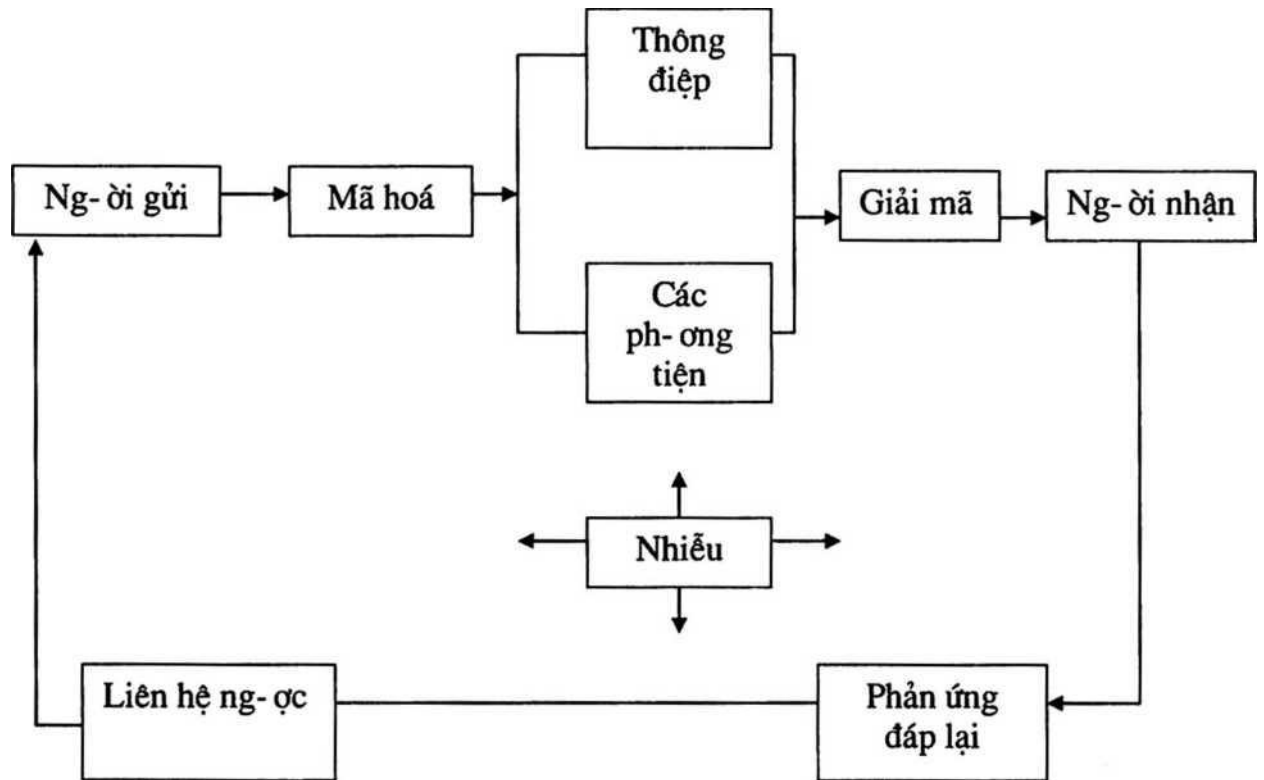 Thông
điệp
Ng- ời gửi
Mã hoá
Giải mã
Ng- ời nhận
Các
ph- ơng
tiện
Nhiễu
Liên hệ ng- ợc
Phản ứng
đáp lại